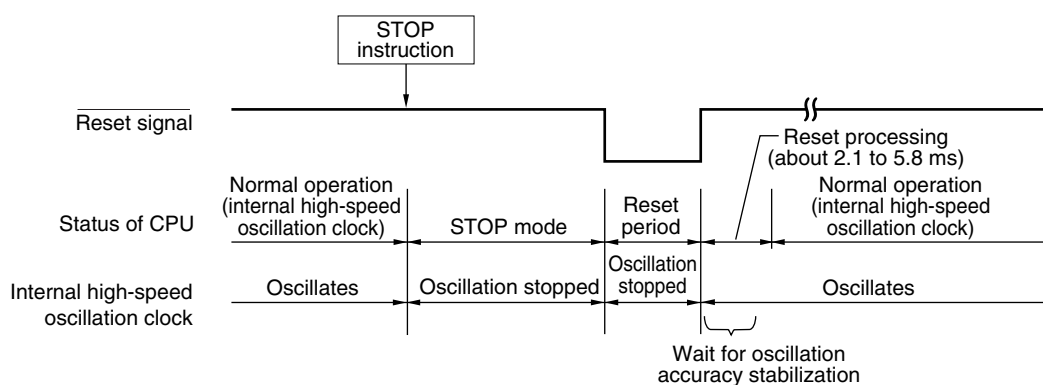 STOP
instruction
Reset signal
Reset processing
(about 2.1 to 5.8 ms)
Status of CPU
Normal operation
(internal high-speed
oscillation clock)
STOP mode
Reset
period
Normal operation
(internal high-speed
oscillation clock)
Internal high-speed
oscillation clock
Oscillates
Oscillation stopped
Oscillation
stopped
Oscillates
Wait for oscillation
accuracy stabilization